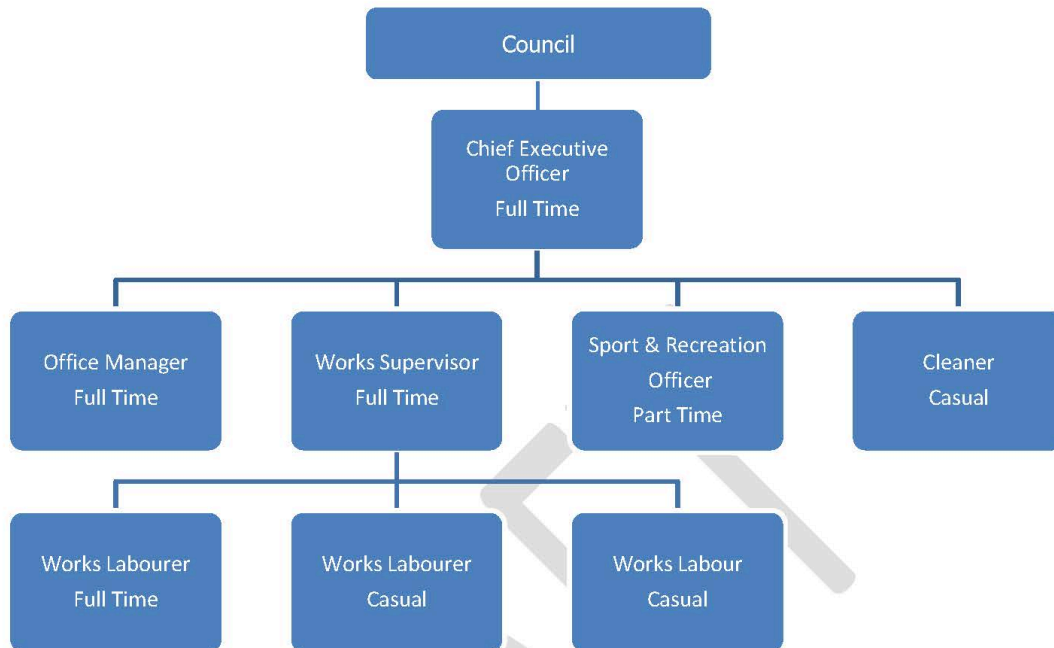 Council
Chief Executive
Officer
Full Time
Office Manager
Full Time
Works Supervisor
Full Time
Sport & Recreation
Officer
Part Time
Cleaner
Casual
Works Labourer
Full Time
Works Labourer
Casual
Works Labour
Casual